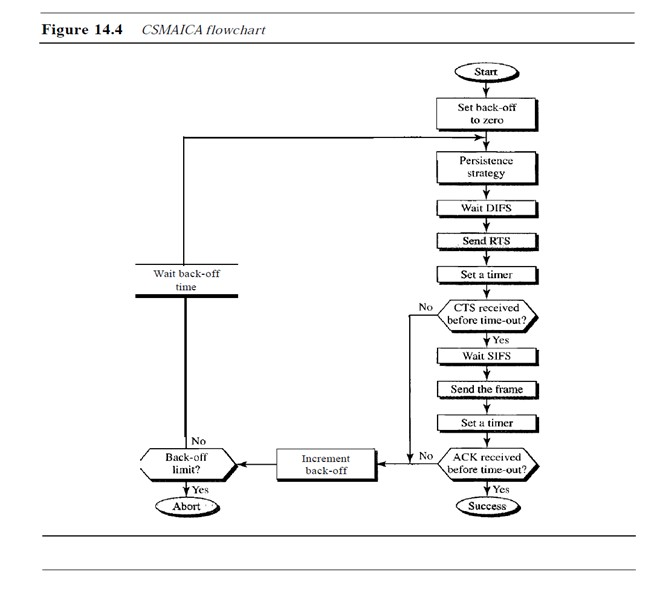 Figure 14.4 CSMAICA flowchart
Start
Set back-off
to zero
Persistence
strategy
Wait DIFS
Send RTS
Set a timer
Wait back-off
time
No
CTS received
before time-out?
Yes
Wait SIFS
Send the frame
Set a timer
No
ACK received
before time-out?
Yes
Success
Increment
back-off
No
Back-off
limit?
Yes
Abort